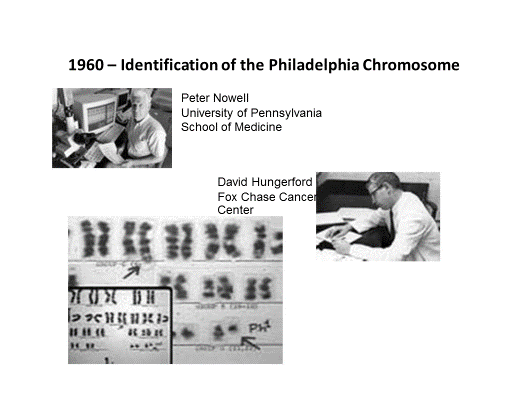 1960 – Identification of the Philadelphia Chromosome
Peter Nowell
University of Pennsylvania
School of Medicine
David Hungerford
Fox Chase Cancer
Center
Ph¹
1.